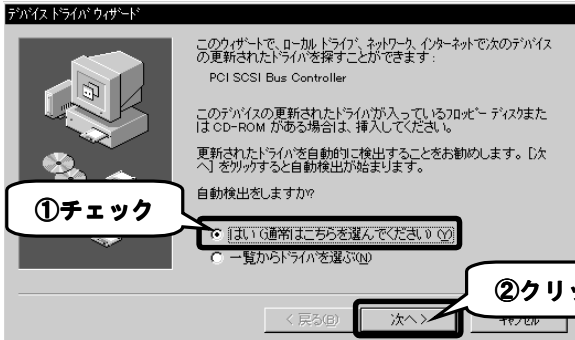 デバイス ドライバ ウィザード
このウィザードで、ローカル ドライブ、ネットワーク、インターネットで次のデバイス
の更新されたドライバを探すことができます:
PCI SCSI Bus Controller
このデバイスの更新されたドライバが入っているフロッピー ディスクまた
は CD-ROM がある場合は、挿入してください。
更新されたドライバを自動的に検出することをお勧めします。[次
へ] をクリックすると自動検出が始まります。
自動検出をしますか?
①チェック
はい (通常はこちらを選んでください) (Y)
一覧からドライバを選ぶ(N)
②クリッ
< 戻る(B)
次へ >
キャンセル